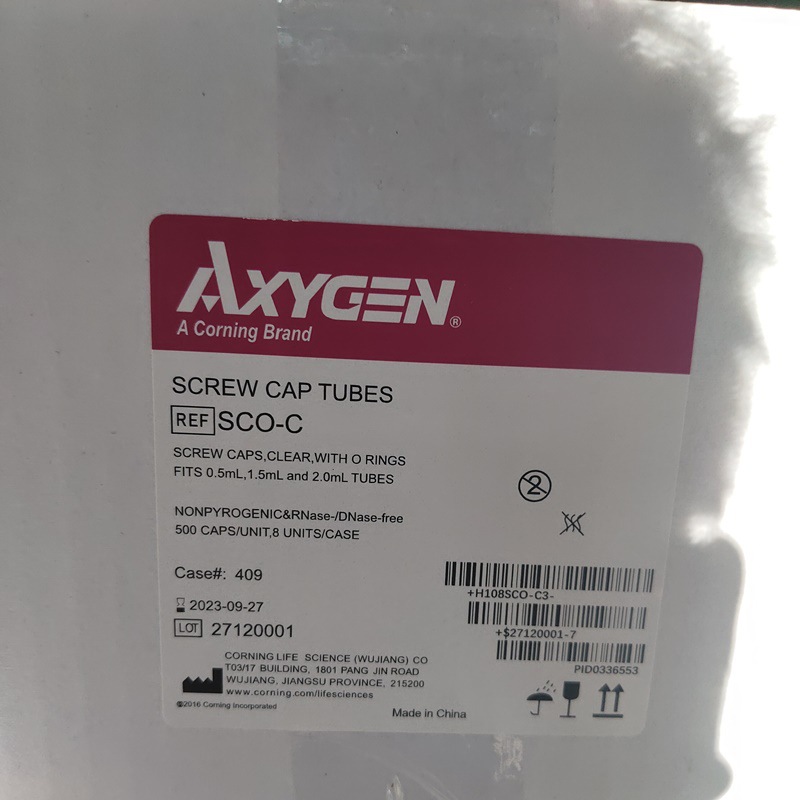 AXYGEN®
A Corning Brand
SCREW CAP TUBES
REF SCO-C
SCREW CAPS,CLEAR,WITH O RINGS
FITS 0.5mL,1.5mL and 2.0mL TUBES
2
NONPYROGENIC&RNase-/DNase-free
500 CAPS/UNIT,8 UNITS/CASE
Case#: 409
+H108SCO-C3-
2023-09-27
LOT 27120001
+$27120001-7
CORNING LIFE SCIENCE (WUJIANG) CO
T03/17 BUILDING, 1801 PANG JIN ROAD
WUJIANG, JIANGSU PROVINCE, 215200
www.corning.com/lifesciences
PID0336553
©2016 Corning Incorporated
Made in China